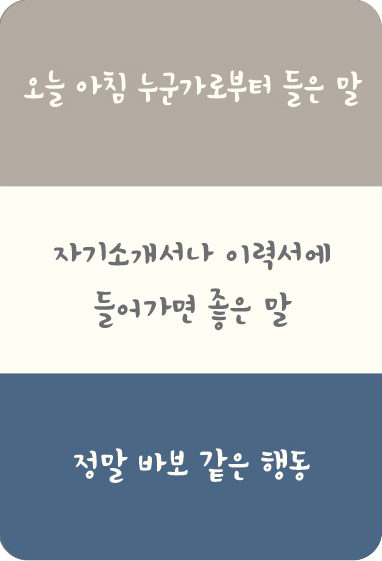 오늘 아침 누군가로부터 들은 말
자기소개서나 이력서에
들어가면 좋은 말
정말 바보 같은 행동